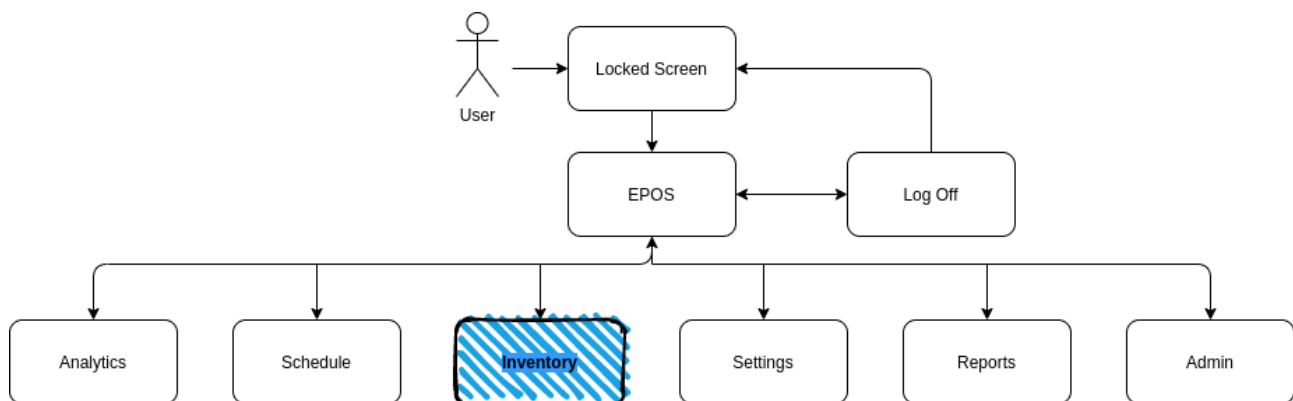 Locked Screen
User
EPOS
Log Off
Analytics
Schedule
Inventory
Settings
Reports
Admin